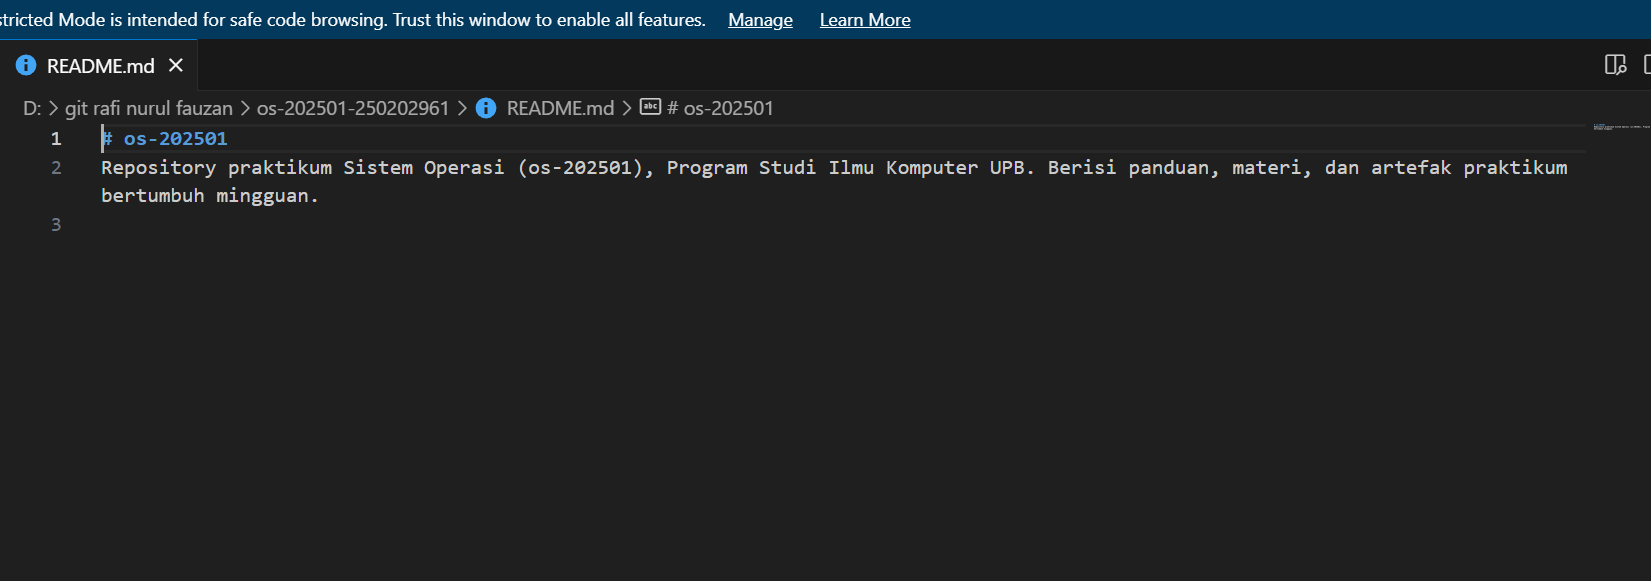 stricted Mode is intended for safe code browsing. Trust this window to enable all features. Manage Learn More
README.md
D: > git rafi nurul fauzan > os-202501-250202961 > README.md > # os-202501
1 # os-202501
2 Repository praktikum Sistem Operasi (os-202501), Program Studi Ilmu Komputer UPB. Berisi panduan, materi, dan artefak praktikum
bertumbuh mingguan.
3